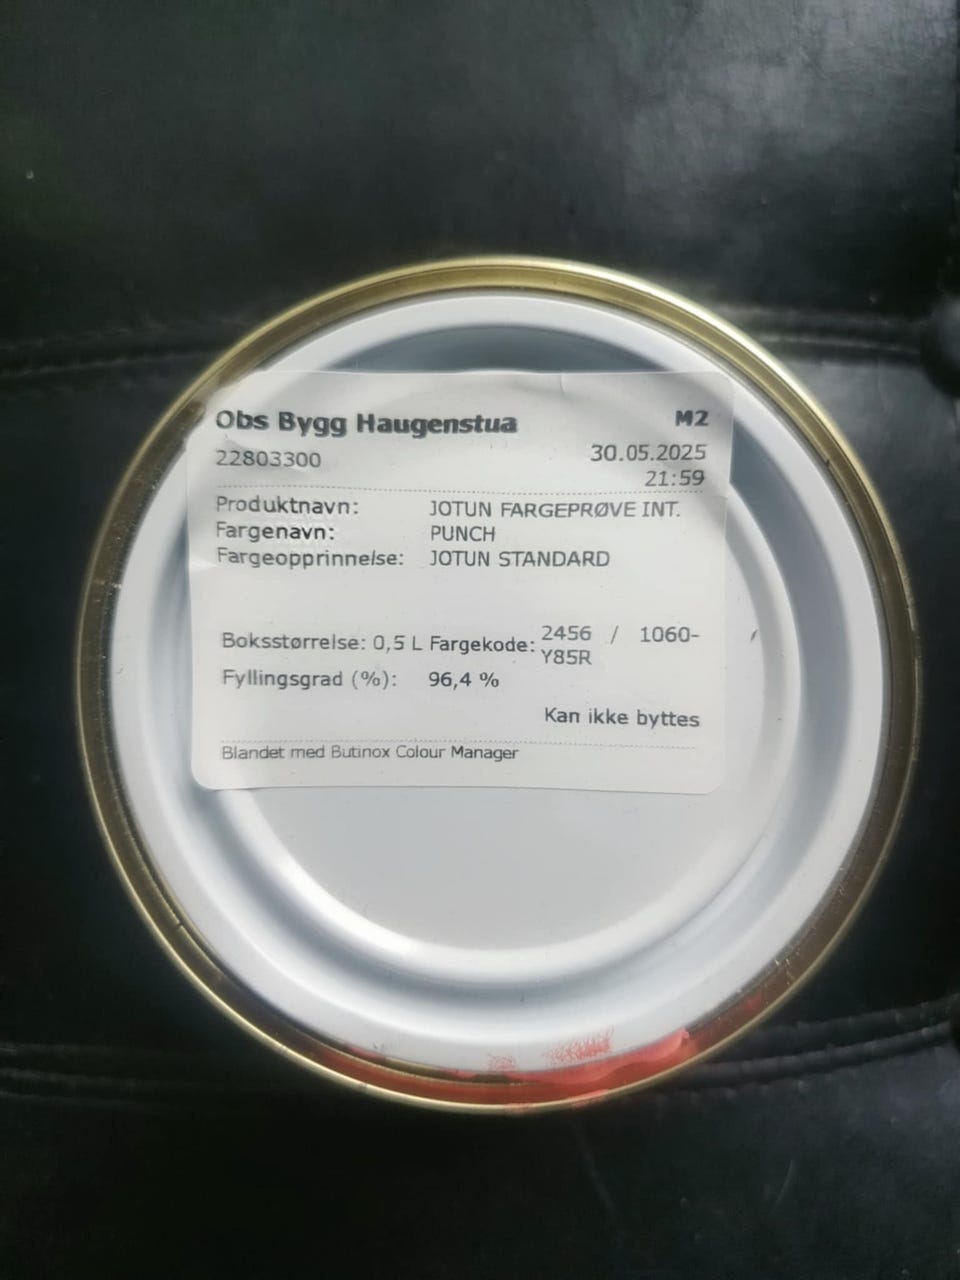 Obs Bygg Haugenstua M2
22803300 30.05.2025
21:59
Produktnavn: JOTUN FARGEPRØVE INT.
Fargenavn: PUNCH
Fargeopprinnelse: JOTUN STANDARD
Boksstørrelse: 0,5 L Fargekode: 2456 / 1060-
Y85R
Fyllingsgrad (%): 96,4 %
Kan ikke byttes
Blandet med Butinox Colour Manager